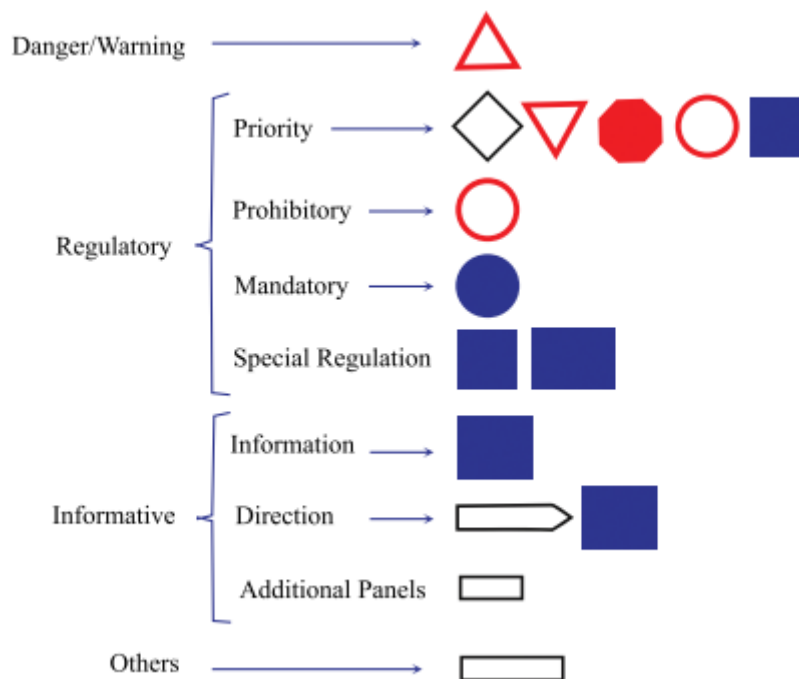 Danger/Warning
Priority
Prohibitory
Regulatory
Mandatory
Special Regulation
Information
Informative
Direction
Additional Panels
Others